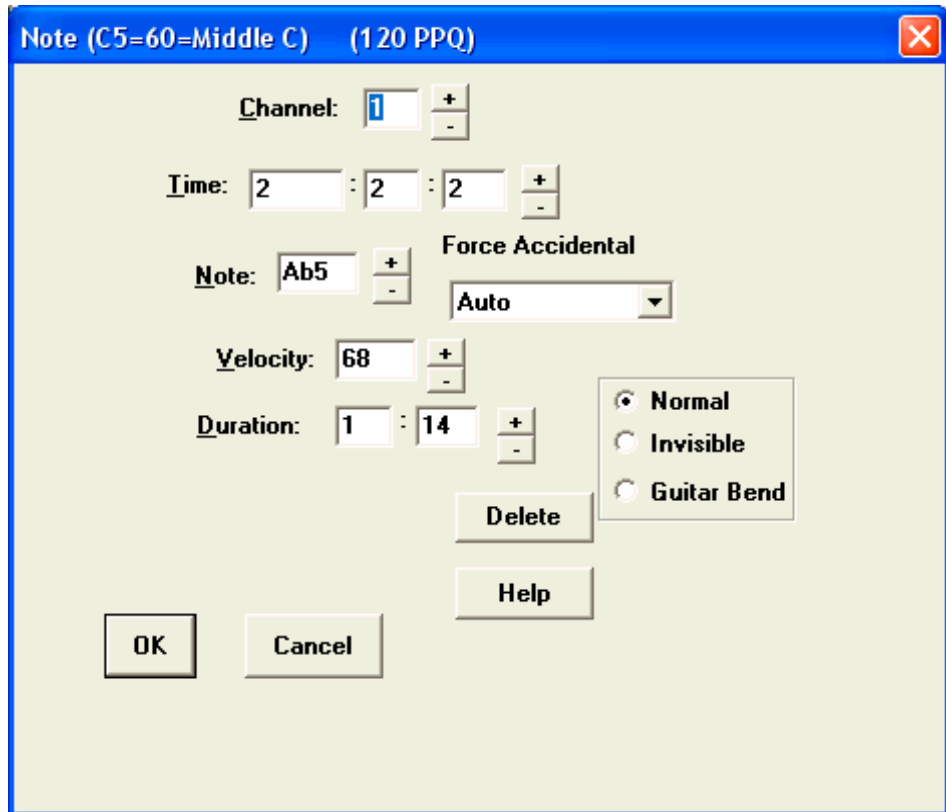 Note (C5=60=Middle C) (120 PPQ)
Channel: 1 + -
Time: 2 : 2 : 2 + -
Force Accidental
Note: Ab5 + -
Auto
Velocity: 68 + -
Normal
Duration: 1 : 14 + -
Invisible
Guitar Bend
Delete
Help
OK Cancel